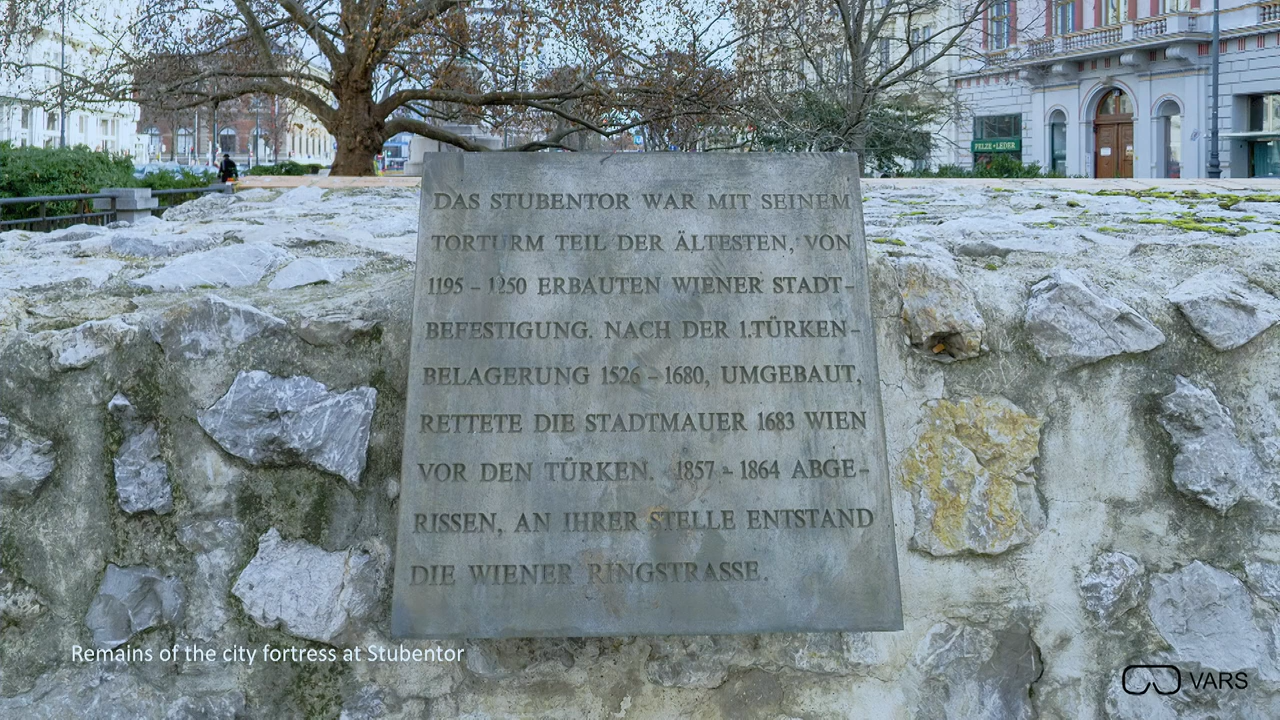 PELZE • LEDER
DAS STUBENTOR WAR MIT SEINEM
TORTURM TEIL DER ÄLTESTEN, VON
1195 – 1250 ERBAUTEN WIENER STADT-
BEFESTIGUNG. NACH DER 1.TÜRKEN-
BELAGERUNG 1526 – 1680, UMGEBAUT,
RETTETE DIE STADTMAUER 1683 WIEN
VOR DEN TÜRKEN. 1857 – 1864 ABGE-
RISSEN, AN IHRER STELLE ENTSTAND
DIE WIENER RINGSTRASSE.
Remains of the city fortress at Stubentor
VARS